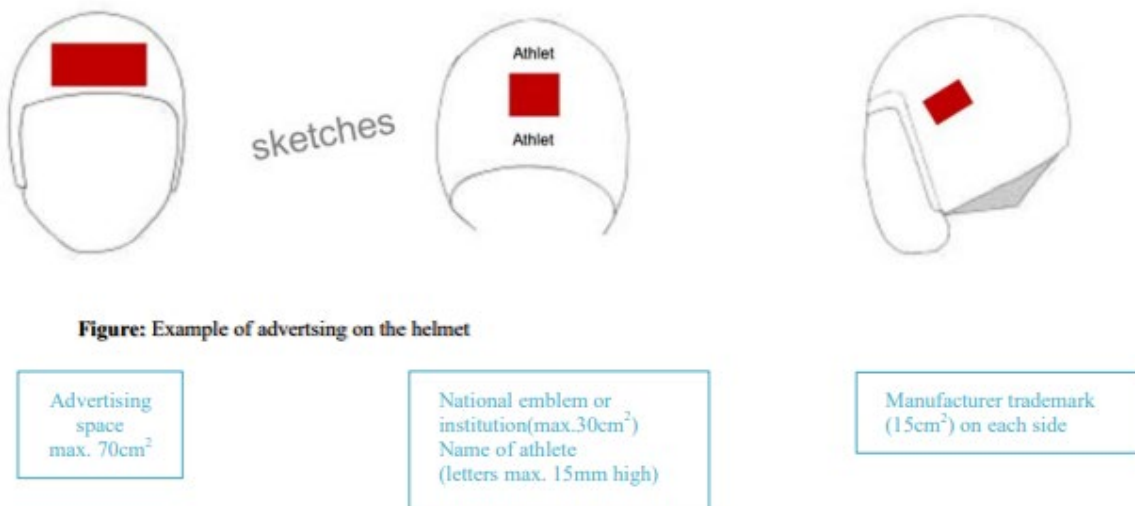 Athlet
sketches
Athlet
Figure: Example of advertsing on the helmet
Advertising
space
max. 70cm²
National emblem or
institution(max.30cm²)
Name of athlete
(letters max. 15mm high)
Manufacturer trademark
(15cm²) on each side